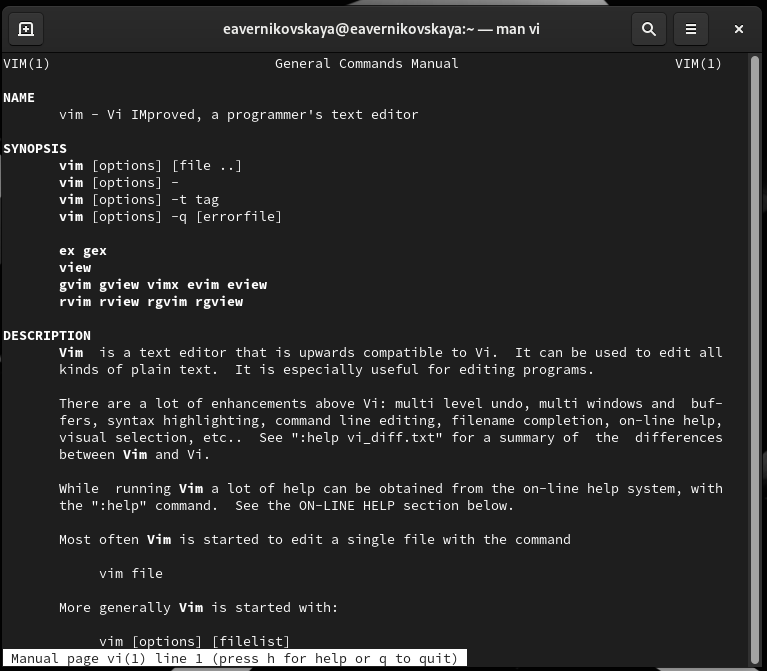 eavernikovskaya@eavernikovskaya:~ — man vi
VIM(1) General Commands Manual VIM(1)
NAME
vim - Vi IMproved, a programmer's text editor
SYNOPSIS
vim [options] [file ..]
vim [options] -
vim [options] -t tag
vim [options] -q [errorfile]
ex gex
view
gvim gview vimx evim eview
rvim rview rgvim rgview
DESCRIPTION
Vim is a text editor that is upwards compatible to Vi. It can be used to edit all
kinds of plain text. It is especially useful for editing programs.
There are a lot of enhancements above Vi: multi level undo, multi windows and buf-
fers, syntax highlighting, command line editing, filename completion, on-line help,
visual selection, etc.. See ":help vi_diff.txt" for a summary of the differences
between Vim and Vi.
While running Vim a lot of help can be obtained from the on-line help system, with
the ":help" command. See the ON-LINE HELP section below.
Most often Vim is started to edit a single file with the command
vim file
More generally Vim is started with:
vim [options] [filelist]
Manual page vi(1) line 1 (press h for help or q to quit)